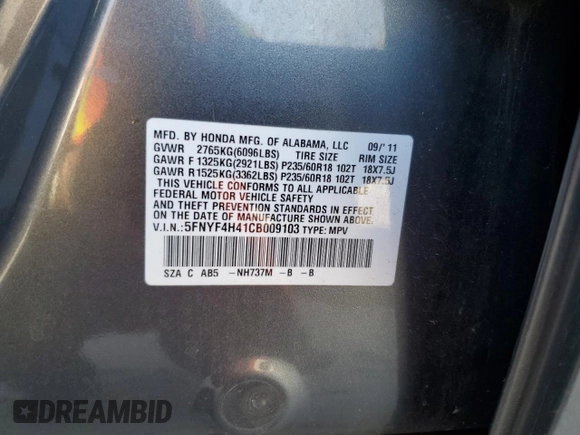 MFD. BY HONDA MFG. OF ALABAMA, LLC 09/'11
GVWR 2765KG(6096LBS) TIRE SIZE RIM SIZE
GAWR F 1325KG(2921LBS) P235/60R18 102T 18X7.5J
GAWR R1525KG(3362LBS) P235/60R18 102T 18X7.5J
THIS VEHICLE CONFORMS TO ALL APPLICABLE
FEDERAL MOTOR VEHICLE SAFETY, BUMPER,
AND THEFT PREVENTION STANDARDS IN EFFECT
ON THE DATE OF MANUFACTURE SHOWN ABOVE.
V.I.N.:5FNYF4H41CB009103 TYPE: MPV
SZA C AB5 -NH737M -B -B
DREAMBID